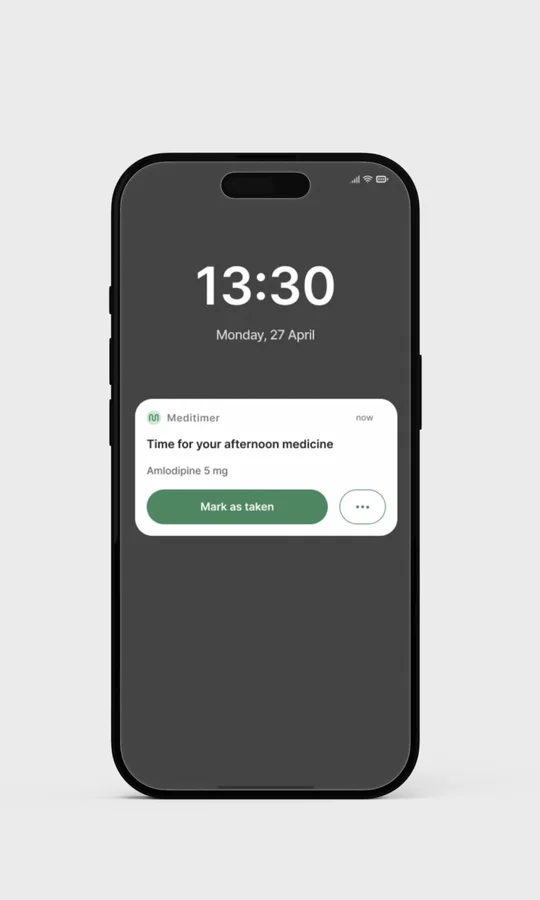 13:30
Monday, 27 April
Meditimer now
Time for your afternoon medicine
Amlodipine 5 mg
Mark as taken